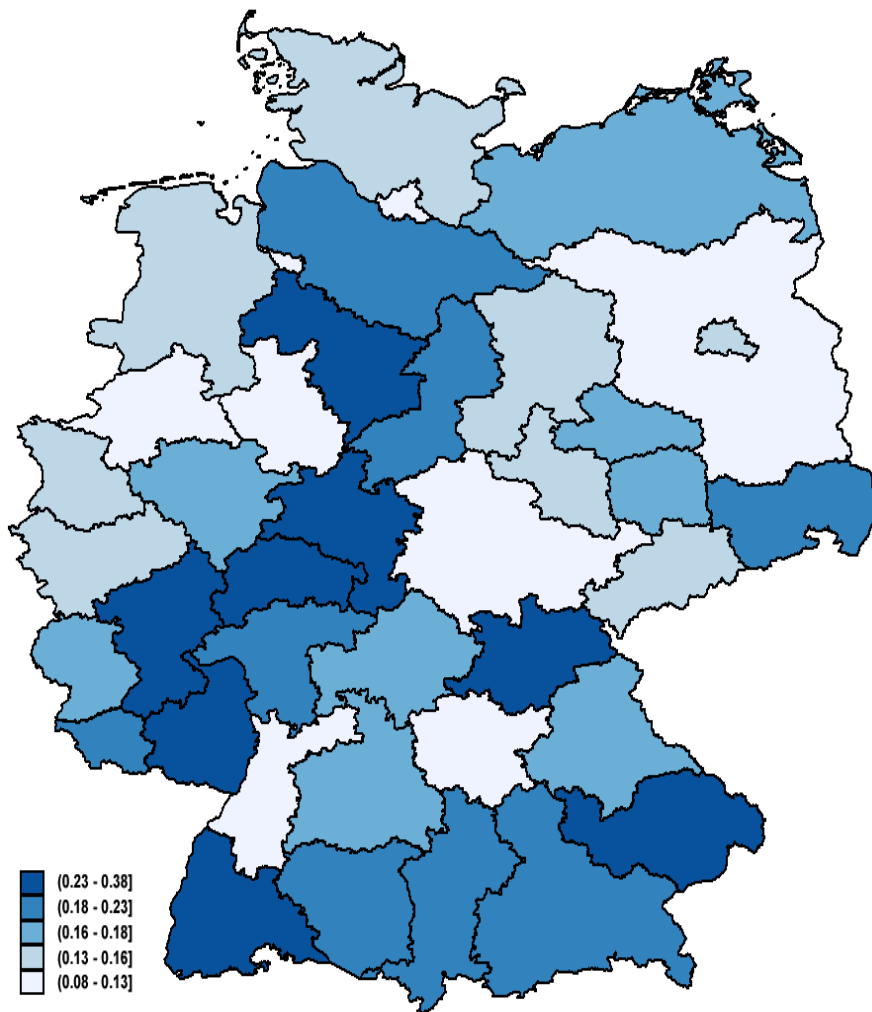 (0.23 - 0.38]
(0.18 - 0.23]
(0.16 - 0.18]
(0.13 - 0.16]
(0.08 - 0.13]